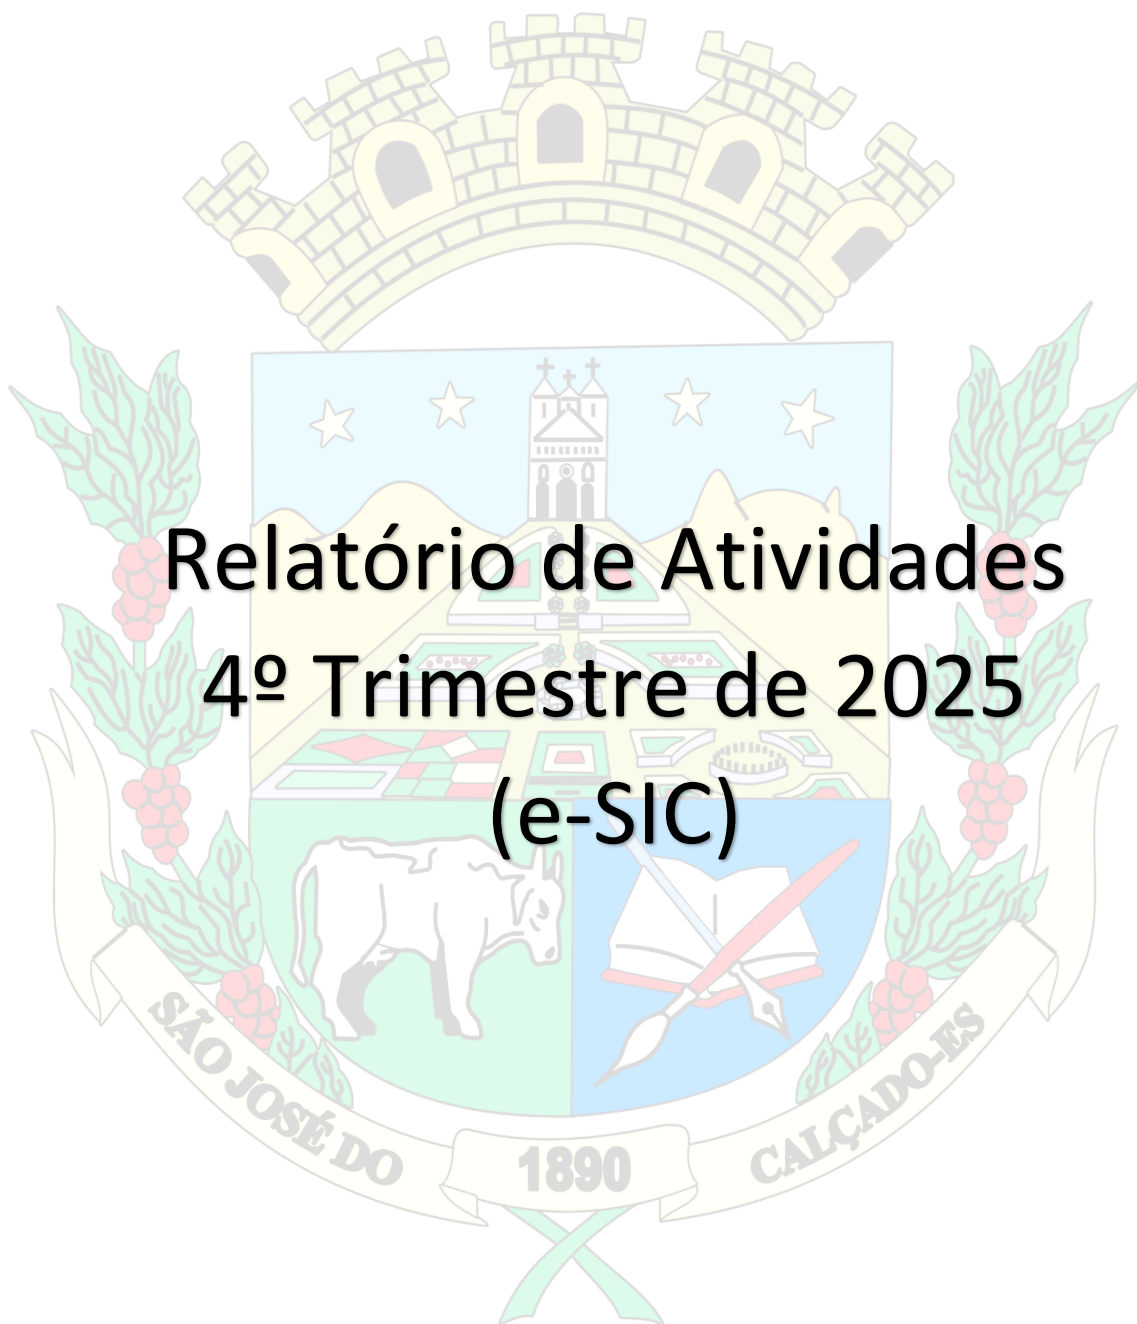 Relatório de Atividades
4º Trimestre de 2025
(e-SIC)
SÃO JOSÉ DO
1890
CALÇADO-ES